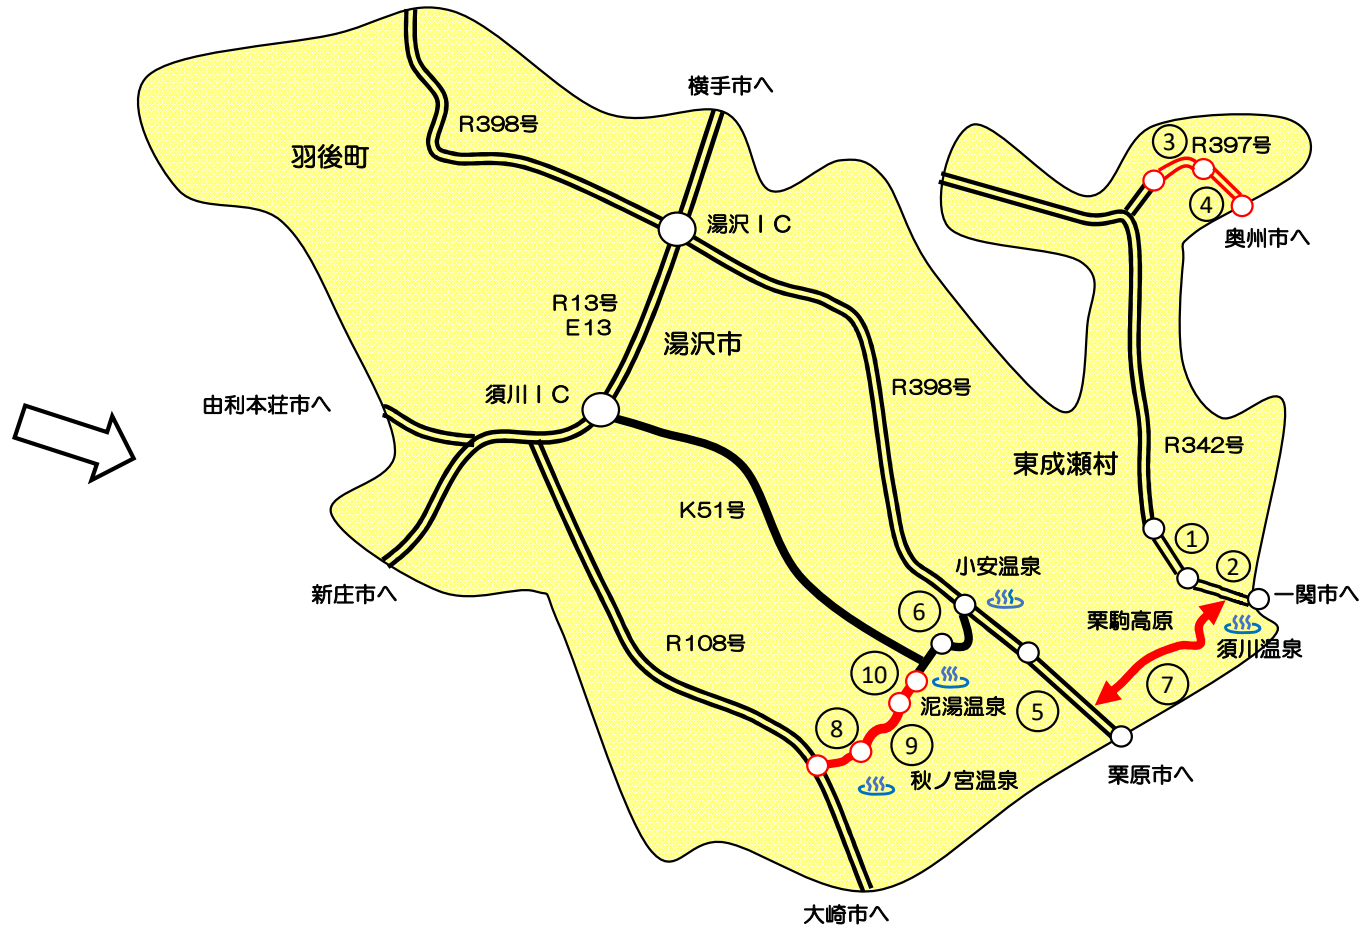 横手市へ
R398号
③
R397号
羽後町
④
湯沢ＩＣ
奥州市へ
R13号
E13
湯沢市
須川ＩＣ
R398号
由利本荘市へ
R342号
東成瀬村
K51号
①
小安温泉
②
新庄市へ
一関市へ
⑥
栗駒高原
R108号
須川温泉
⑩
⑦
泥湯温泉
⑤
⑧
⑨
秋ノ宮温泉
栗原市へ
大崎市へ